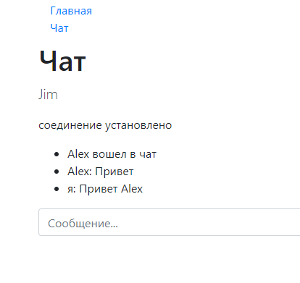 Главная
Чат
Чат
Jim
соединение установлено
Alex вошел в чат
Alex: Привет
я: Привет Alex
Сообщение...